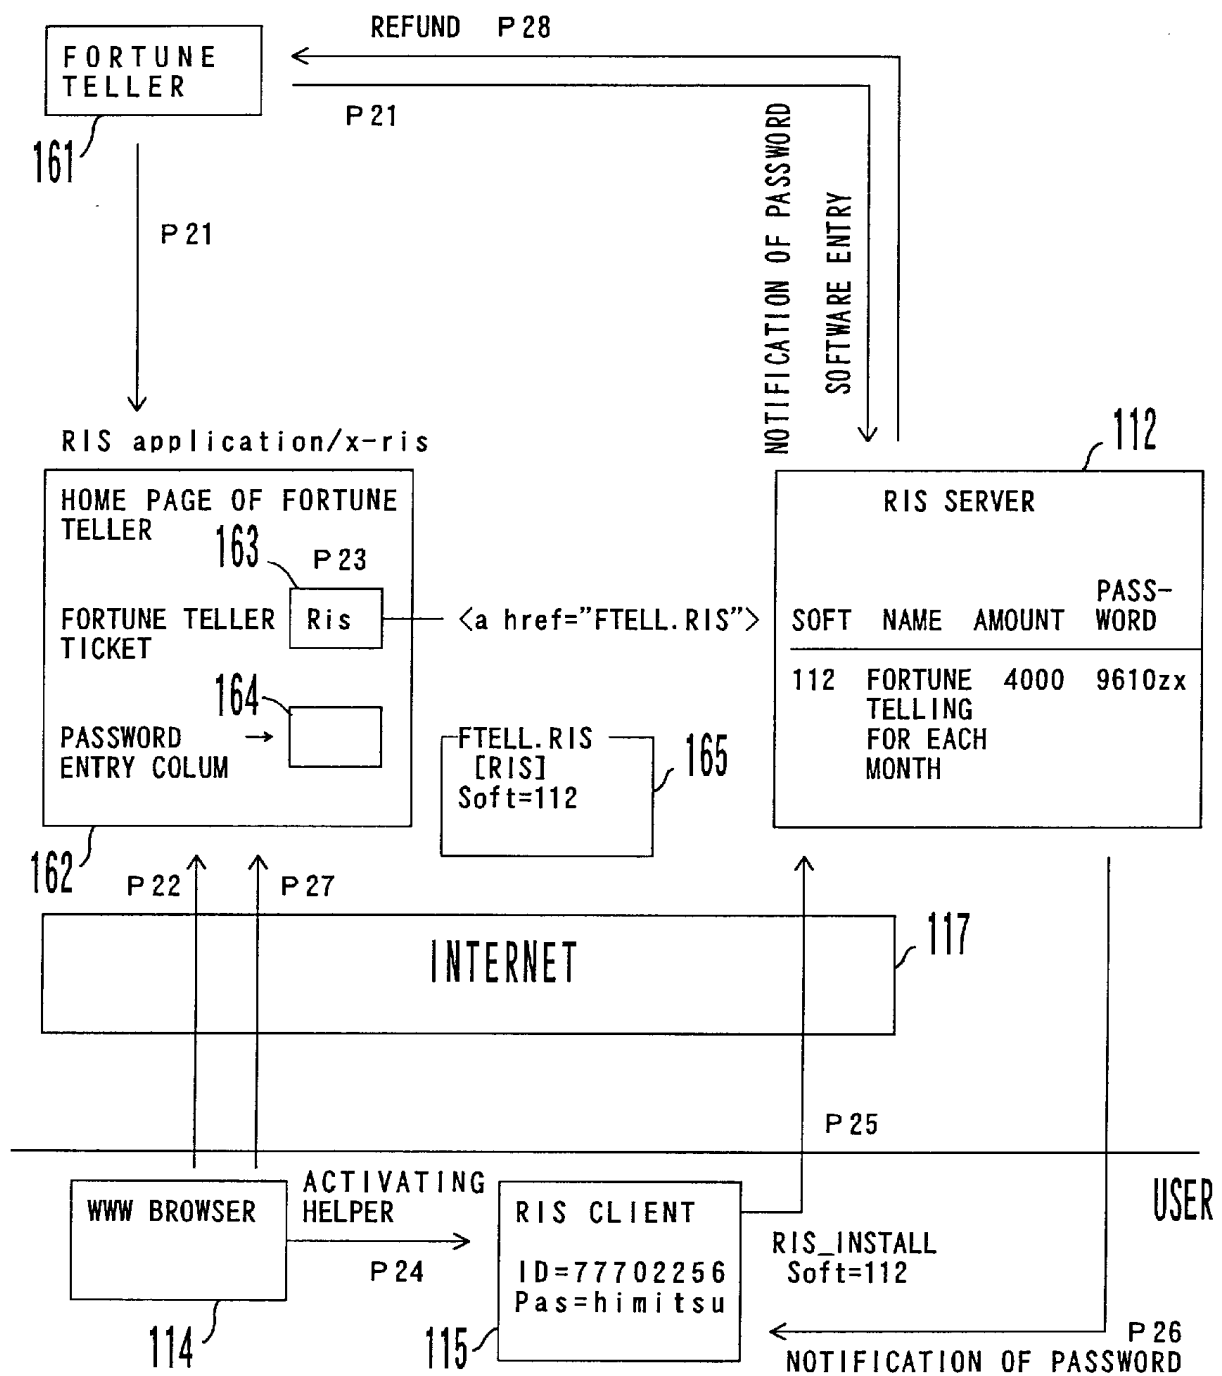 REFUND P28
FORTUNE
TELLER
P21
161
P21
NOTIFICATION OF PASSWORD
SOFTWARE ENTRY
RIS application/x-ris
112
HOME PAGE OF FORTUNE
TELLER
163 P23
FORTUNE TELLER
TICKET
Ris
<a href="FTELL.RIS">
164
PASSWORD →
ENTRY COLUM
FTELL.RIS
[RIS]
Soft=112
165
RIS SERVER
SOFT NAME AMOUNT PASS-
WORD
112 FORTUNE 4000 9610zx
TELLING
FOR EACH
MONTH
162
P22
P27
INTERNET
117
P25
USER
WWW BROWSER
ACTIVATING
HELPER
P24
RIS CLIENT
ID=77702256
Pas=himitsu
RIS_INSTALL
Soft=112
114
115
P26
NOTIFICATION OF PASSWORD